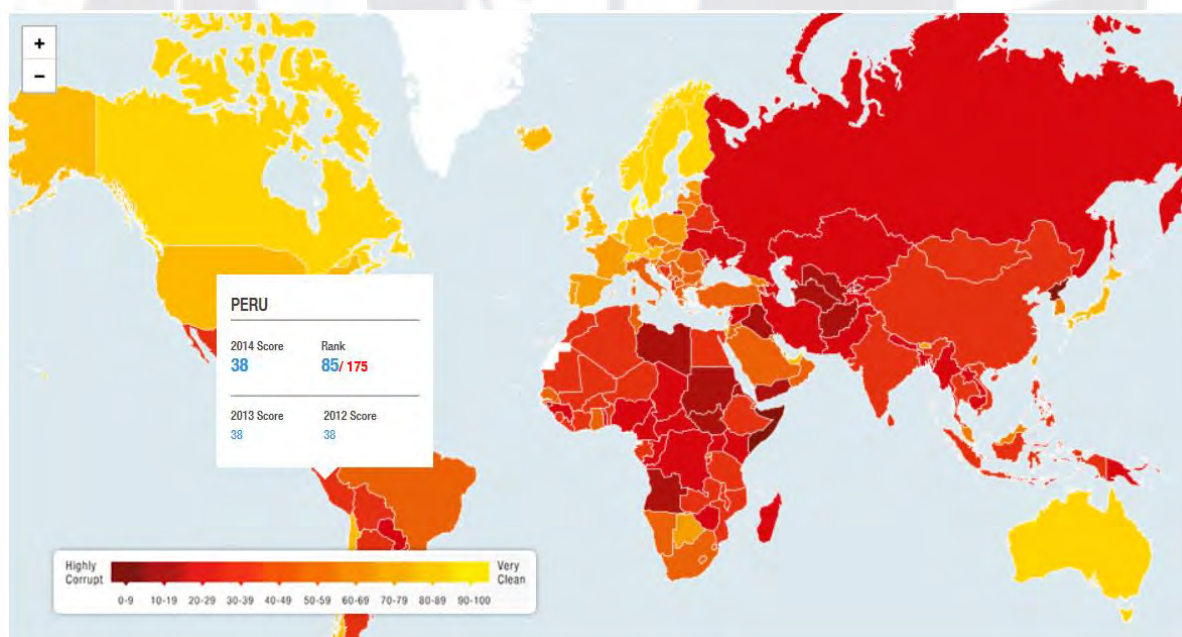 +
−
PERU
2014 Score Rank
38 85/ 175
2013 Score 2012 Score
38 38
Highly Corrupt
Very Clean
0-9 10-19 20-29 30-39 40-49 50-59 60-69 70-79 80-89 90-100